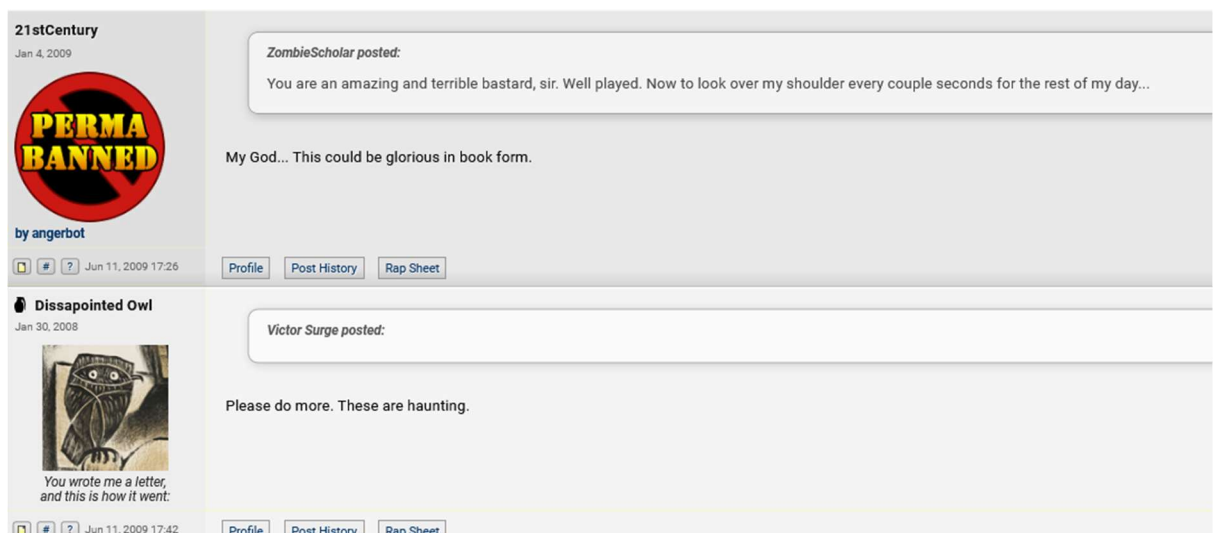 21stCentury
Jan 4, 2009
PERMA
BANNED
by angerbot
# ? Jun 11, 2009 17:26
ZombieScholar posted:
You are an amazing and terrible bastard, sir. Well played. Now to look over my shoulder every couple seconds for the rest of my day...
My God... This could be glorious in book form.
Profile Post History Rap Sheet
Dissapointed Owl
Jan 30, 2008
You wrote me a letter,
and this is how it went:
# ? Jun 11, 2009 17:42
Victor Surge posted:
Please do more. These are haunting.
Profile Post History Rap Sheet